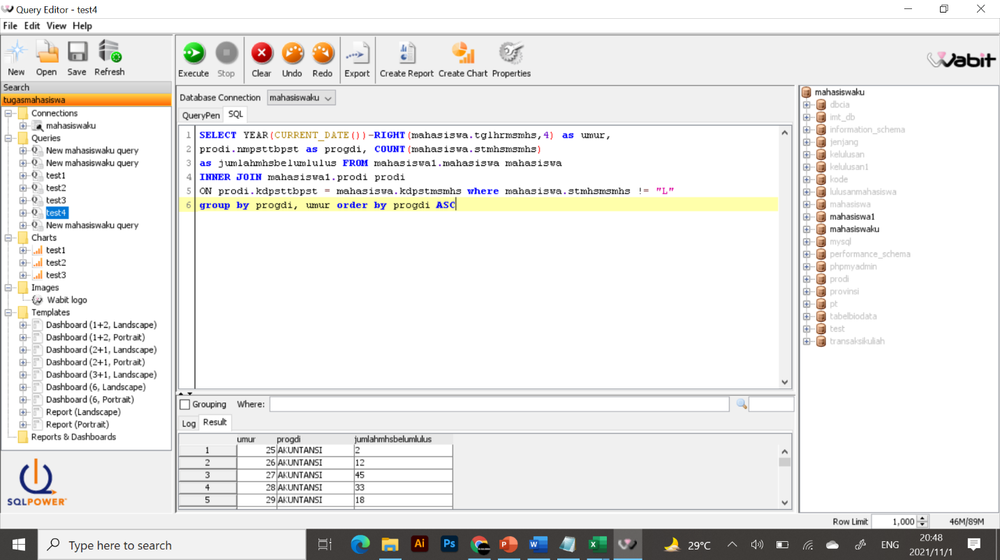 Query Editor - test4
File Edit View Help
New Open Save Refresh
Execute Stop Clear Undo Redo Export Create Report Create Chart Properties
Wabit
Search
tugasmahasiswa
Connections
mahasiswaku
Queries
New mahasiswaku query
New mahasiswaku query
test1
test2
test3
test4
New mahasiswaku query
Charts
test1
test2
test3
Images
Wabit logo
Templates
Dashboard (1+2, Landscape)
Dashboard (1+2, Portrait)
Dashboard (2+1, Landscape)
Dashboard (2+1, Portrait)
Dashboard (3+1, Landscape)
Dashboard (6, Landscape)
Dashboard (6, Portrait)
Report (Landscape)
Report (Portrait)
Reports & Dashboards
SQLPOWER
Database Connection mahasiswaku
QueryPen SQL
1 SELECT YEAR(CURRENT_DATE())-RIGHT(mahasiswa.tglhrmsmhs,4) as umur,
2 prodi.nmpsttbpst as progdi, COUNT(mahasiswa.stmhsmsmhs)
3 as jumlahmhsbelumlulus FROM mahasiswa1.mahasiswa mahasiswa
4 INNER JOIN mahasiswa1.prodi prodi
5 ON prodi.kdpsttbpst = mahasiswa.kdpstmsmhs where mahasiswa.stmhsmsmhs != "L"
6 group by progdi, umur order by progdi ASC
Grouping Where:
Log Result
umur progdi jumlahmhsbelumlulus
1 25 AKUNTANSI 2
2 26 AKUNTANSI 12
3 27 AKUNTANSI 45
4 28 AKUNTANSI 33
5 29 AKUNTANSI 18
mahasiswaku
dbcia
imt_db
information_schema
jenjang
kelulusan
kelulusan1
kode
lulusanmahasiswa
mahasiswa
mahasiswa1
mahasiswaku
mysql
performance_schema
phpmyadmin
prodi
provinsi
pt
tabelbiodata
test
transaksikuliah
Row Limit 1,000 46M/89M
Type here to search
Ai Ps
29°C
ENG
20:48
2021/11/1